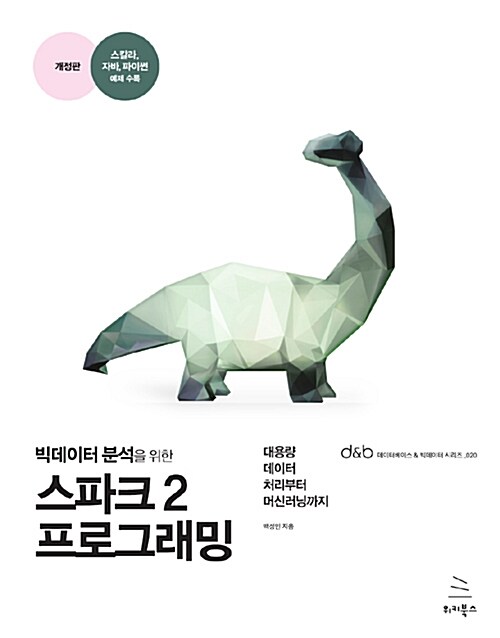 개정판
스칼라,
자바, 파이썬
예제 수록
빅데이터 분석을 위한
스파크 2
프로그래밍
대용량
데이터
처리부터
머신러닝까지
백성민 지음
d&b 데이터베이스 & 빅데이터 시리즈_020
위키북스